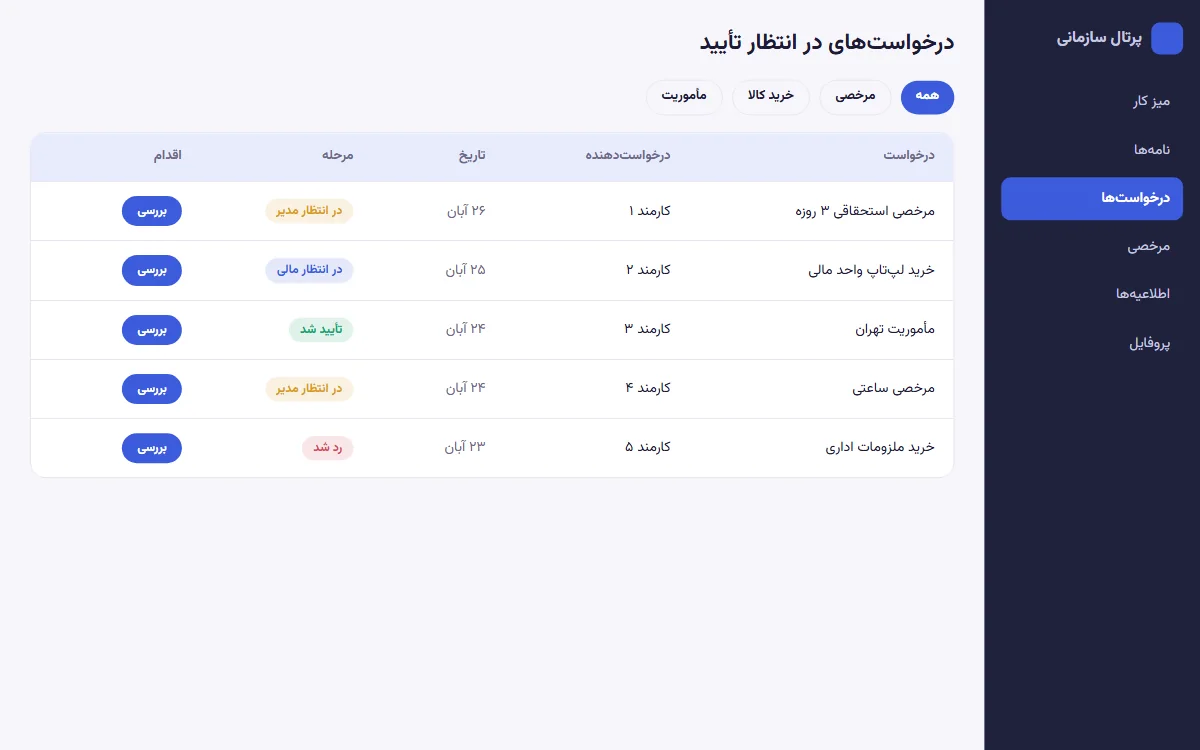 پرتال سازمانی
میز کار
نامه‌ها
درخواست‌ها
مرخصی
اطلاعیه‌ها
پروفایل
درخواست‌های در انتظار تأیید
همه مرخصی خرید کالا مأموریت
درخواست درخواست‌دهنده تاریخ مرحله اقدام
مرخصی استحقاقی ۳ روزه کارمند ۱ ۲۶ آبان در انتظار مدیر بررسی
خرید لپ‌تاپ واحد مالی کارمند ۲ ۲۵ آبان در انتظار مالی بررسی
مأموریت تهران کارمند ۳ ۲۴ آبان تأیید شد بررسی
مرخصی ساعتی کارمند ۴ ۲۴ آبان در انتظار مدیر بررسی
خرید ملزومات اداری کارمند ۵ ۲۳ آبان رد شد بررسی